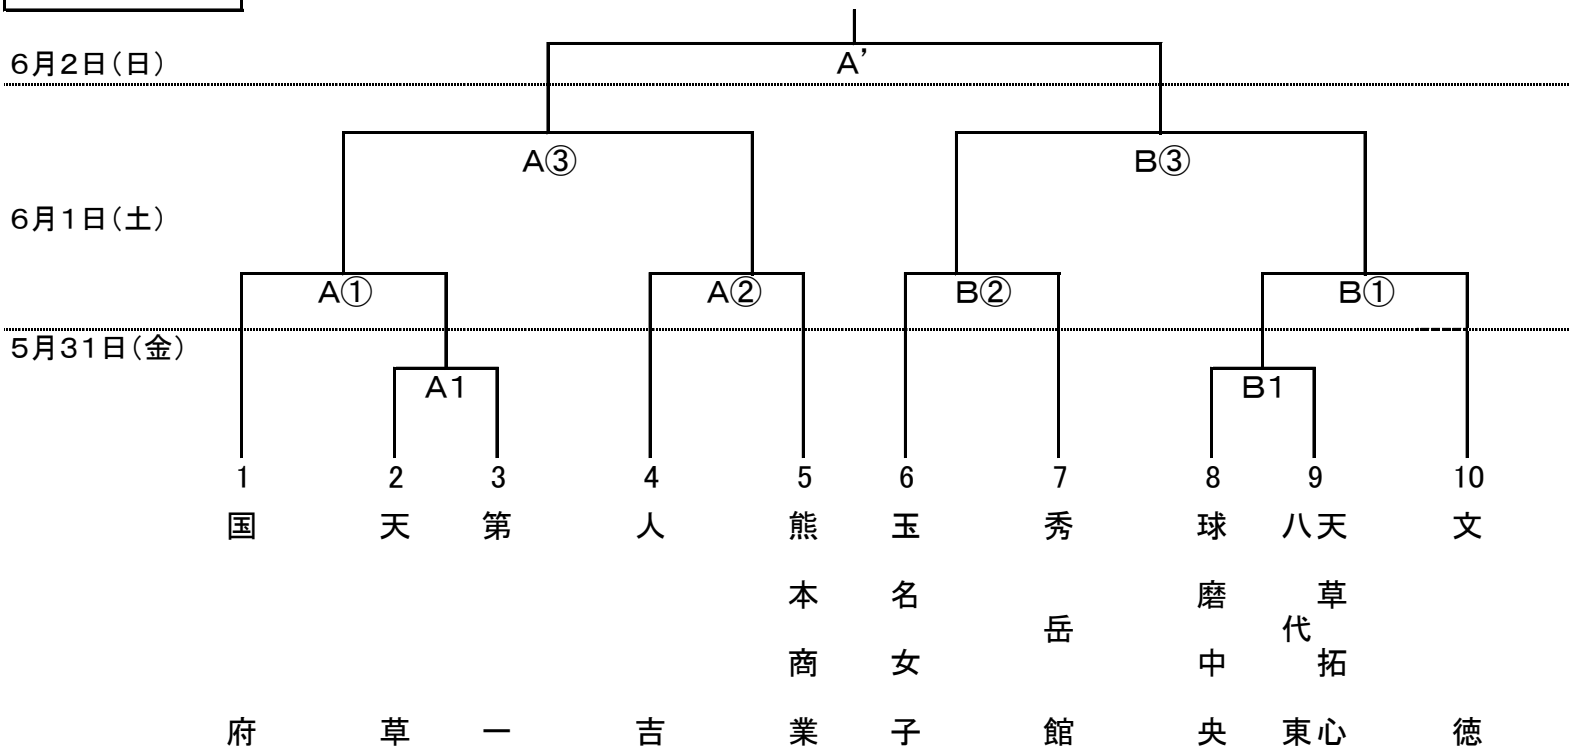 6月2日(日)
A’
A③
B③
6月1日(土)
A①
A②
B②
B①
5月31日(金)
A1
B1
1
2
3
4
5
6
7
8
9
10
国府
天草
第一
人吉
熊本商業
玉名女子
秀岳館
球磨中央
天草拓心
八代東
文徳